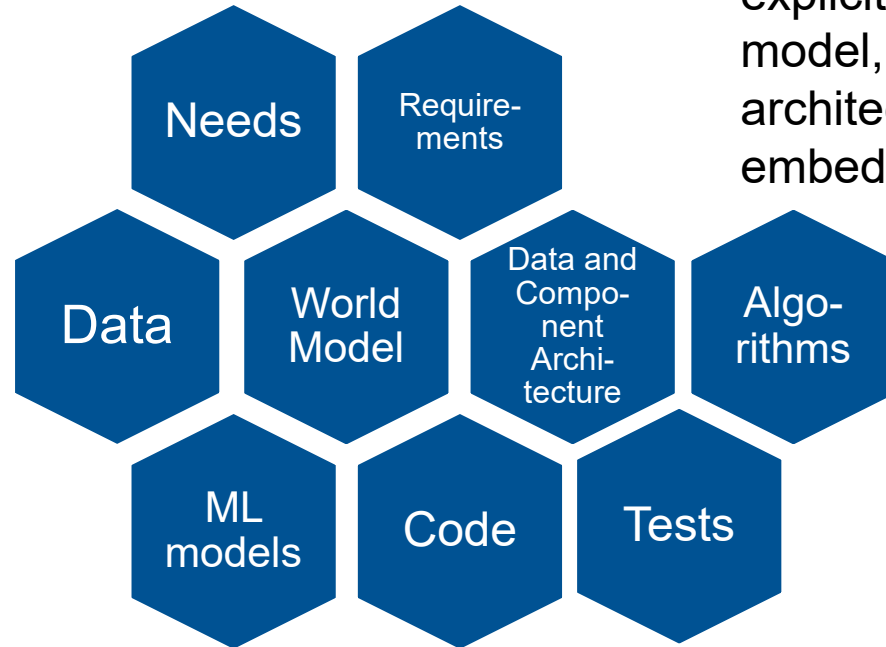 explicit
model,
archite
embed
Needs
Require-
ments
Data
World
Model
Data and
Compo-
nent
Archi-
tecture
Algo-
rithms
ML
models
Code
Tests